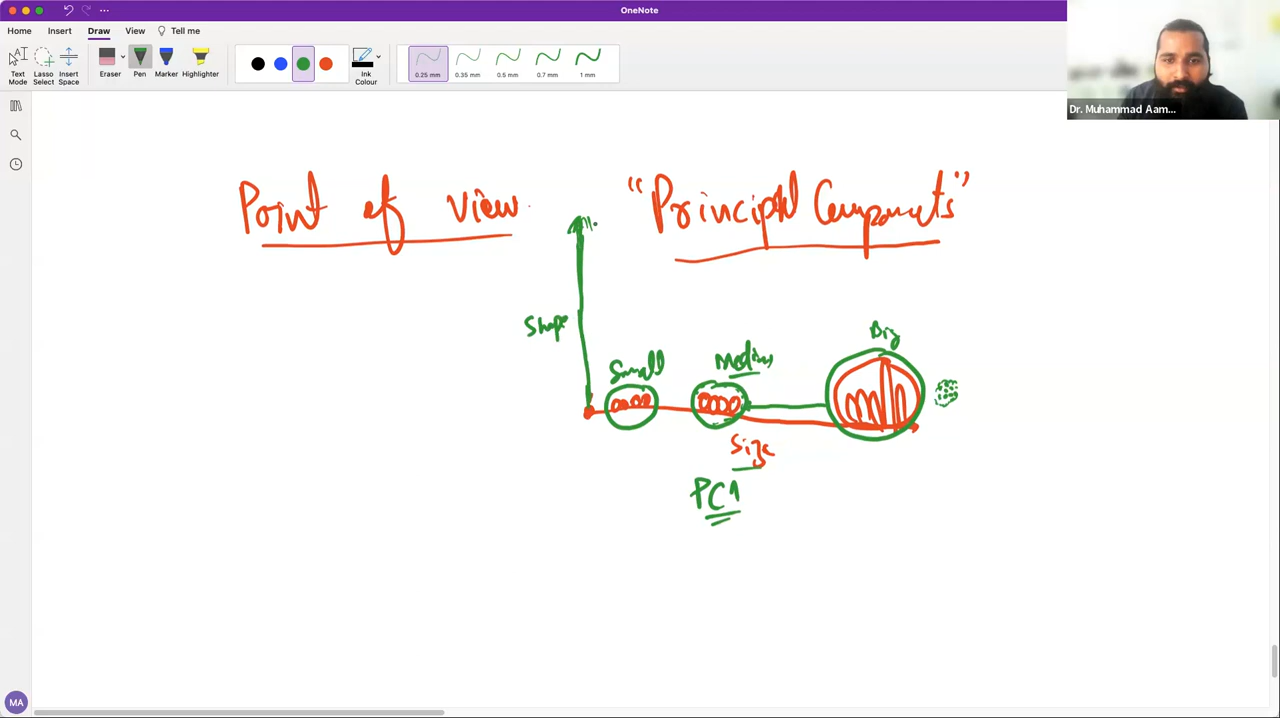 OneNote
Home Insert Draw View Tell me
Text Mode
Lasso Select
Insert Space
Eraser
Pen
Marker
Highlighter
Ink Colour
0.25 mm
0.35 mm
0.5 mm
0.7 mm
1 mm
Dr. Muhammad Aam...
Point of view
"Principal Components"
Shape
Small
Medium
Big
Size
PC1
MA